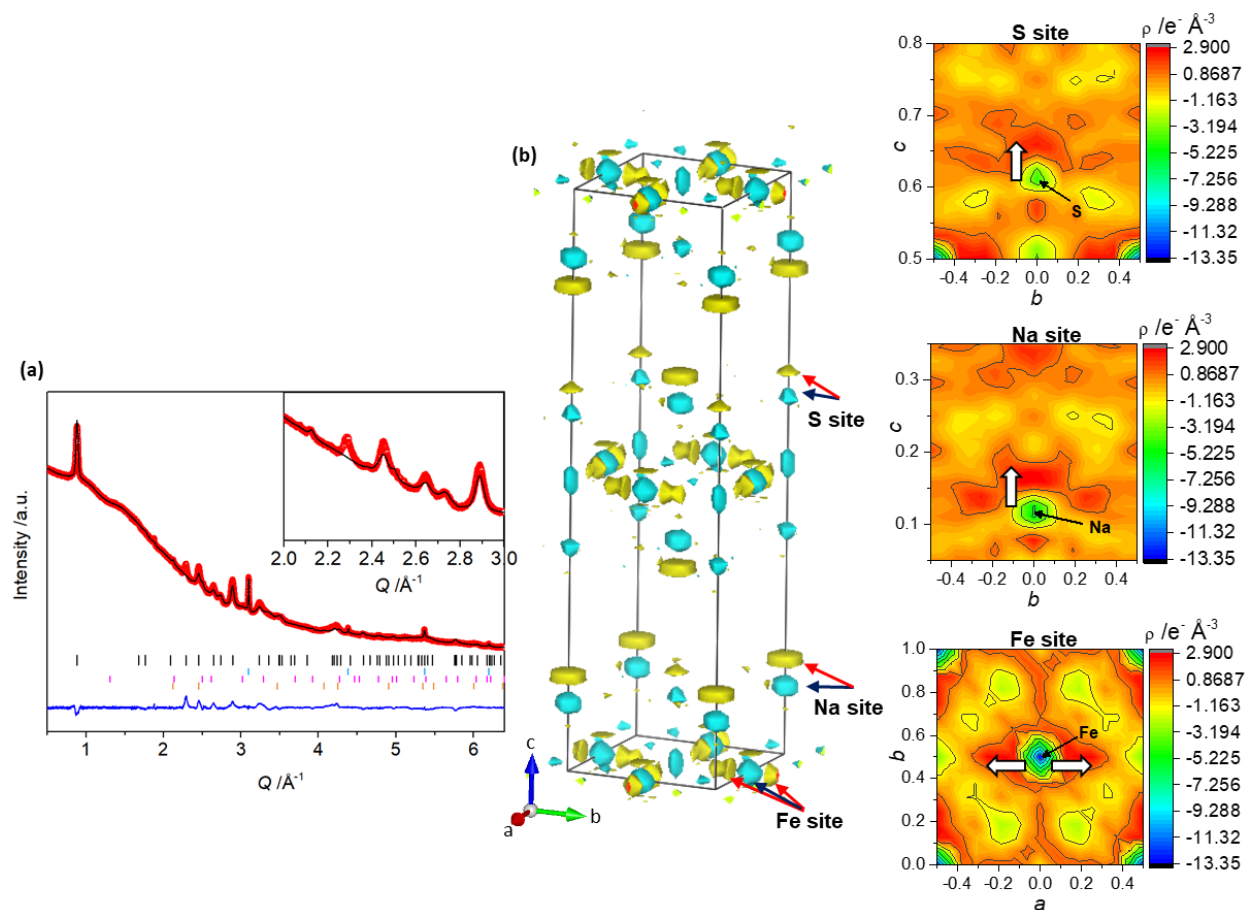 (a)
Intensity /a.u.
Q /Å⁻¹
1
2
3
4
5
6
2.0
2.2
2.4
2.6
2.8
3.0
Q /Å⁻¹
(b)
S site
Na site
Fe site
c
a
b
S site
ρ /e⁻ Å⁻³
0.8
0.7
0.6
0.5
c
-0.4
-0.2
0.0
0.2
0.4
b
S
2.900
0.8687
-1.163
-3.194
-5.225
-7.256
-9.288
-11.32
-13.35
Na site
ρ /e⁻ Å⁻³
0.3
0.2
0.1
c
-0.4
-0.2
0.0
0.2
0.4
b
Na
2.900
0.8687
-1.163
-3.194
-5.225
-7.256
-9.288
-11.32
-13.35
Fe site
ρ /e⁻ Å⁻³
1.0
0.8
0.6
0.4
0.2
0.0
b
-0.4
-0.2
0.0
0.2
0.4
a
Fe
2.900
0.8687
-1.163
-3.194
-5.225
-7.256
-9.288
-11.32
-13.35